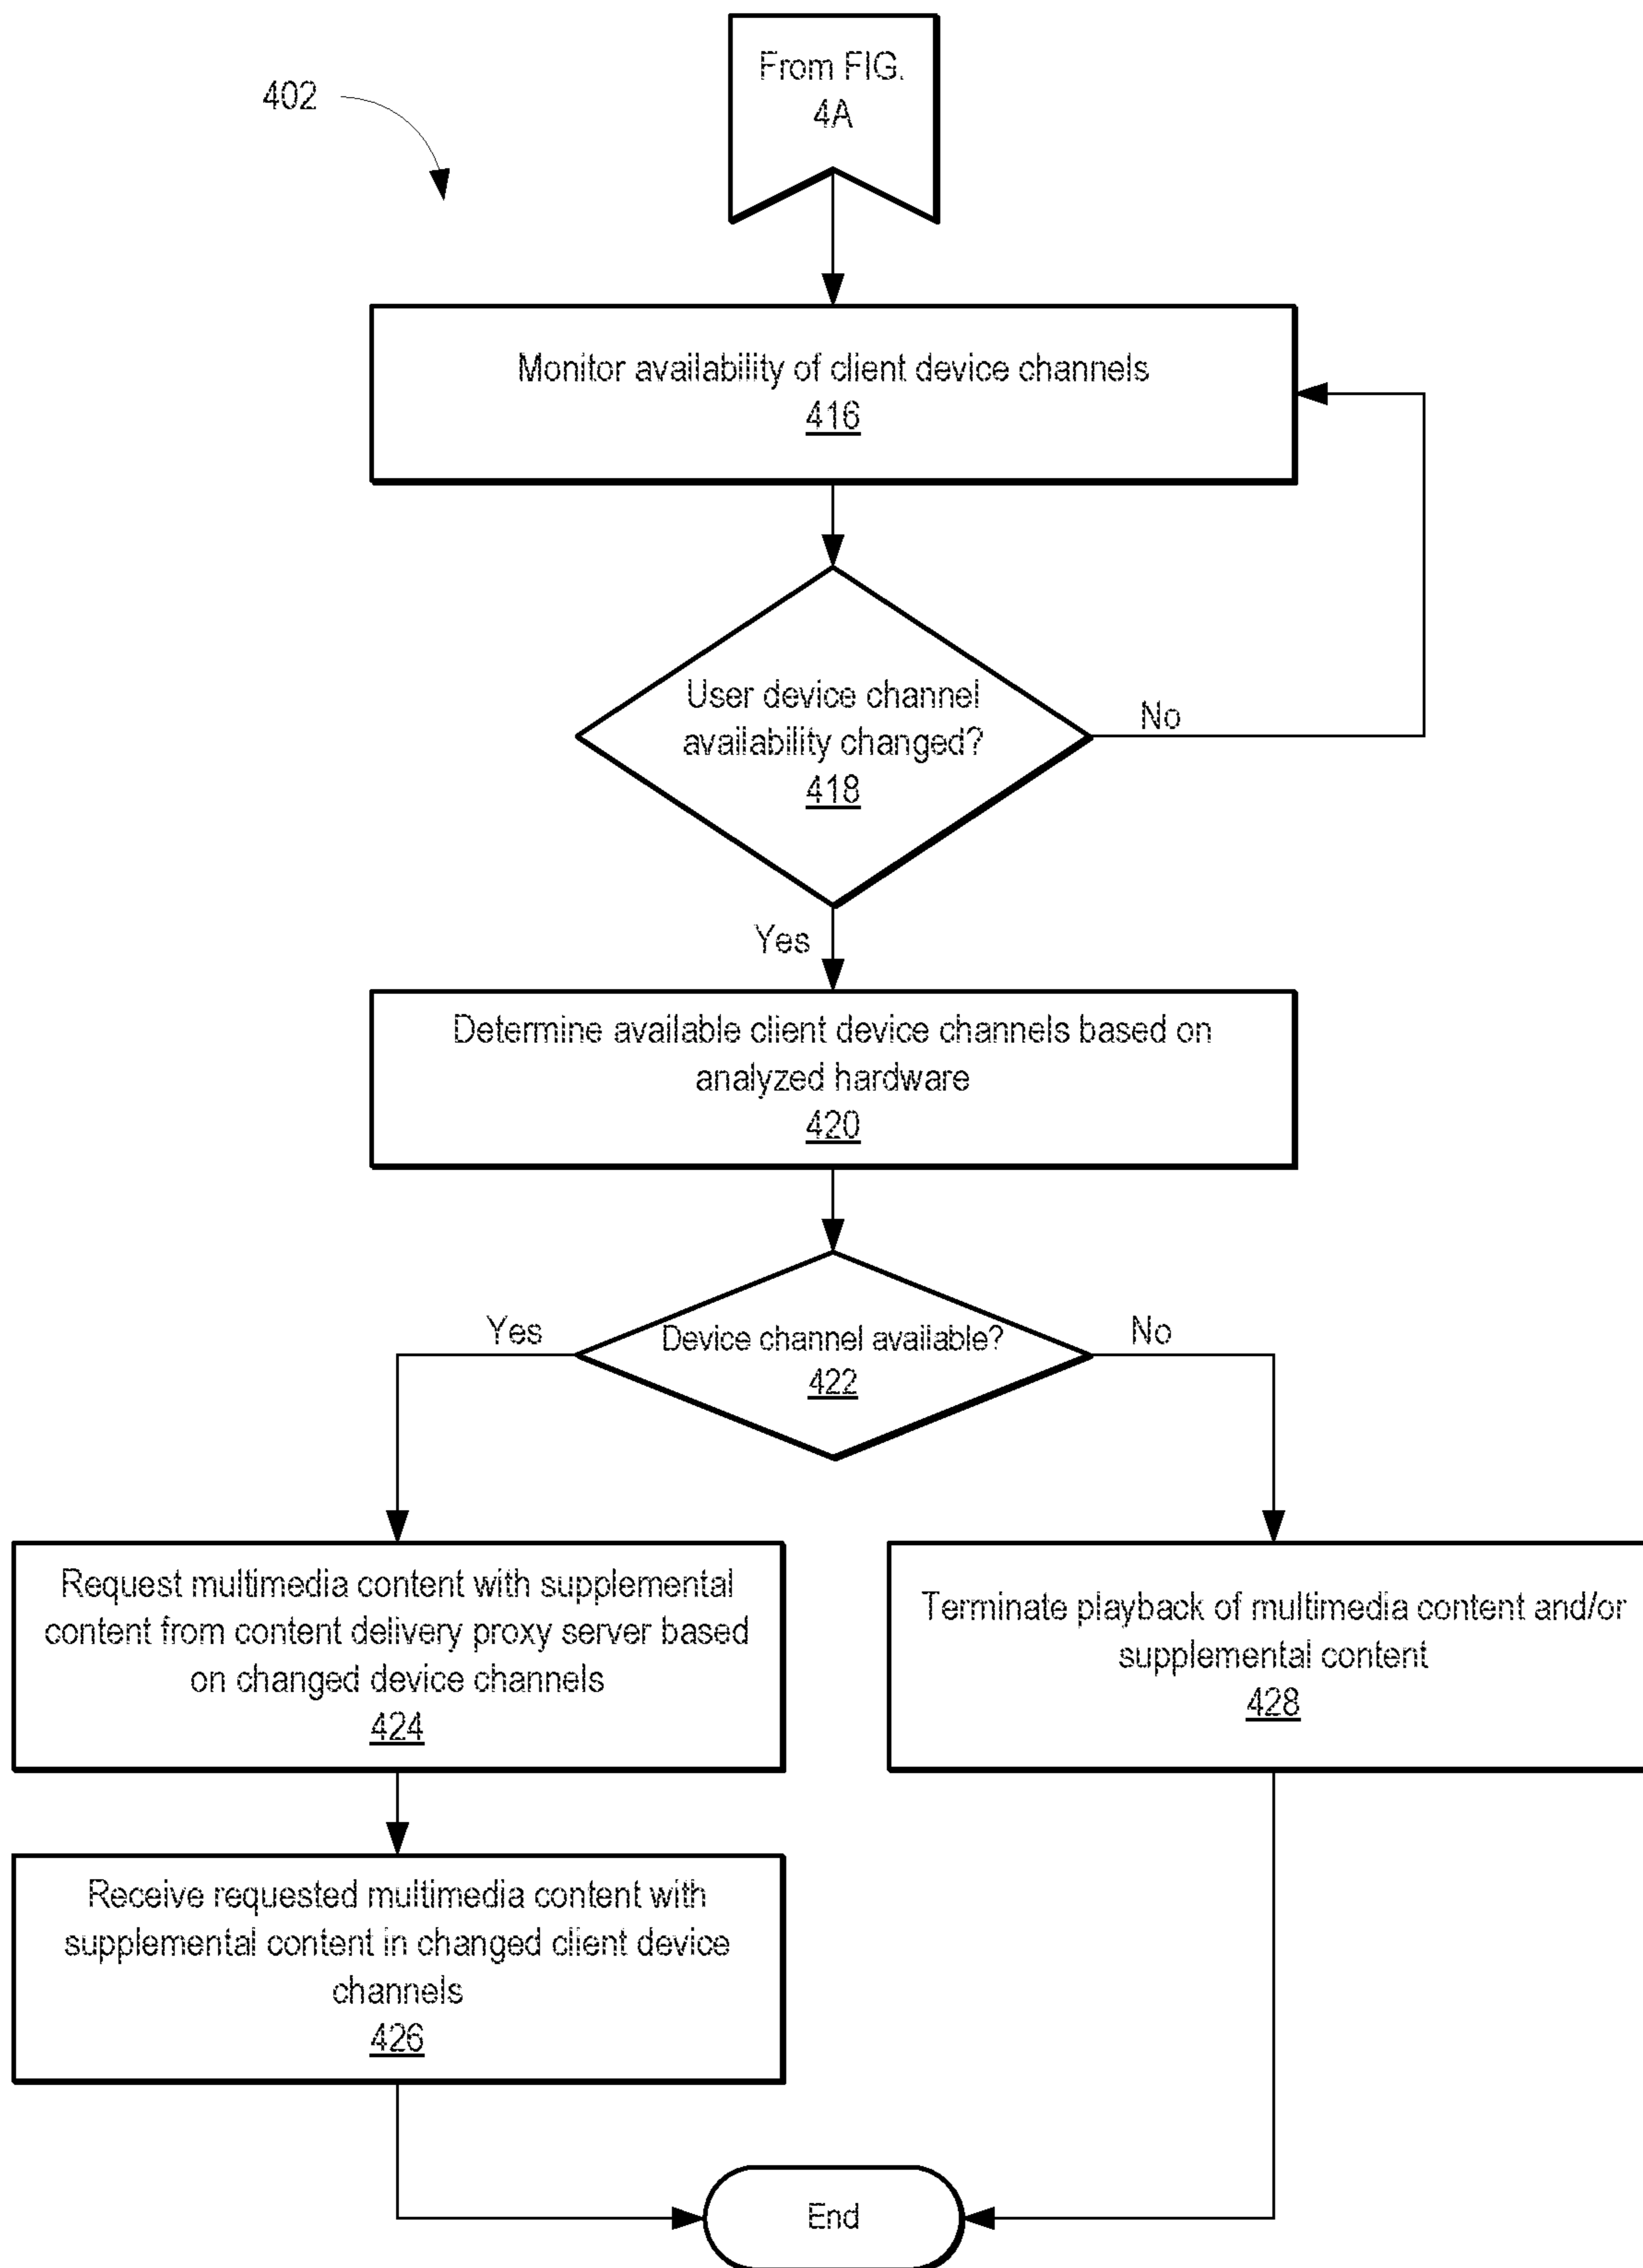 From FIG.
4A
402
Monitor availability of client device channels
416
User device channel
availability changed?
418
No
Yes
Determine available client device channels based on
analyzed hardware
420
Device channel available?
422
Yes
No
Request multimedia content with supplemental
content from content delivery proxy server based
on changed device channels
424
Terminate playback of multimedia content and/or
supplemental content
428
Receive requested multimedia content with
supplemental content in changed client device
channels
426
End